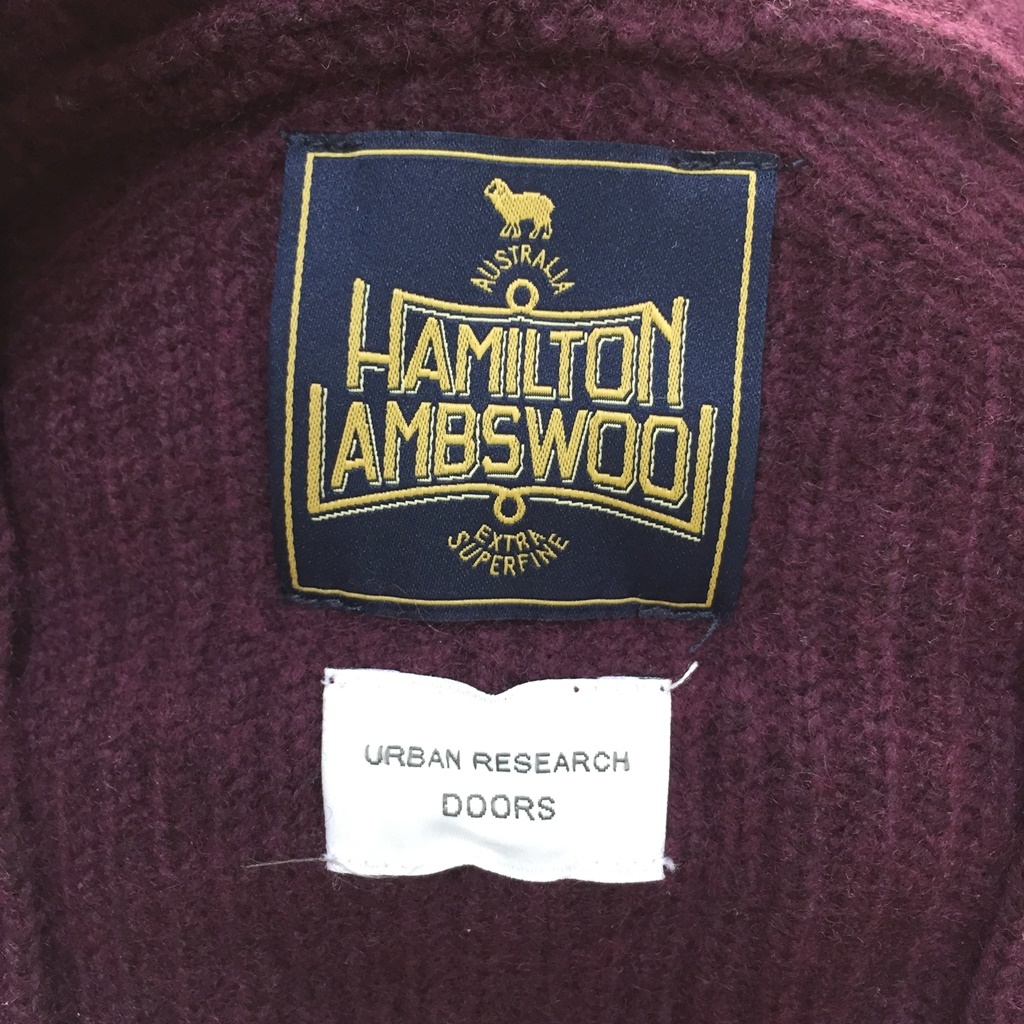 AUSTRALIA
HAMILTON
LAMBSWOOL
EXTRA
SUPERFINE
URBAN RESEARCH
DOORS